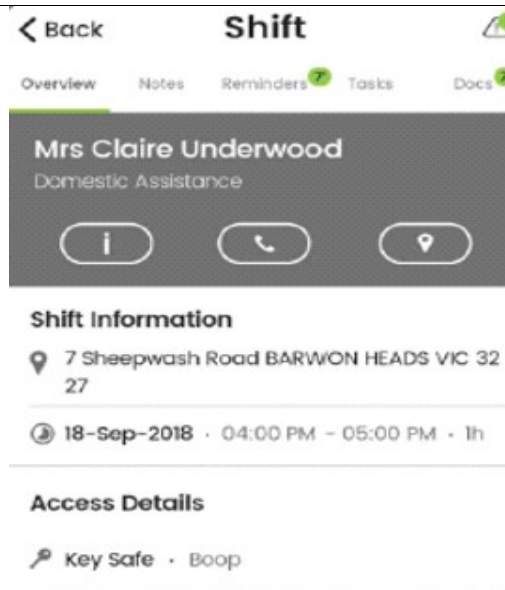 Back Shift
Overview Notes Reminders 7 Tasks Docs
Mrs Claire Underwood
Domestic Assistance
i
Shift Information
7 Sheepwash Road BARWON HEADS VIC 32
27
18-Sep-2018 · 04:00 PM - 05:00 PM · 1h
Access Details
Key Safe · Boop